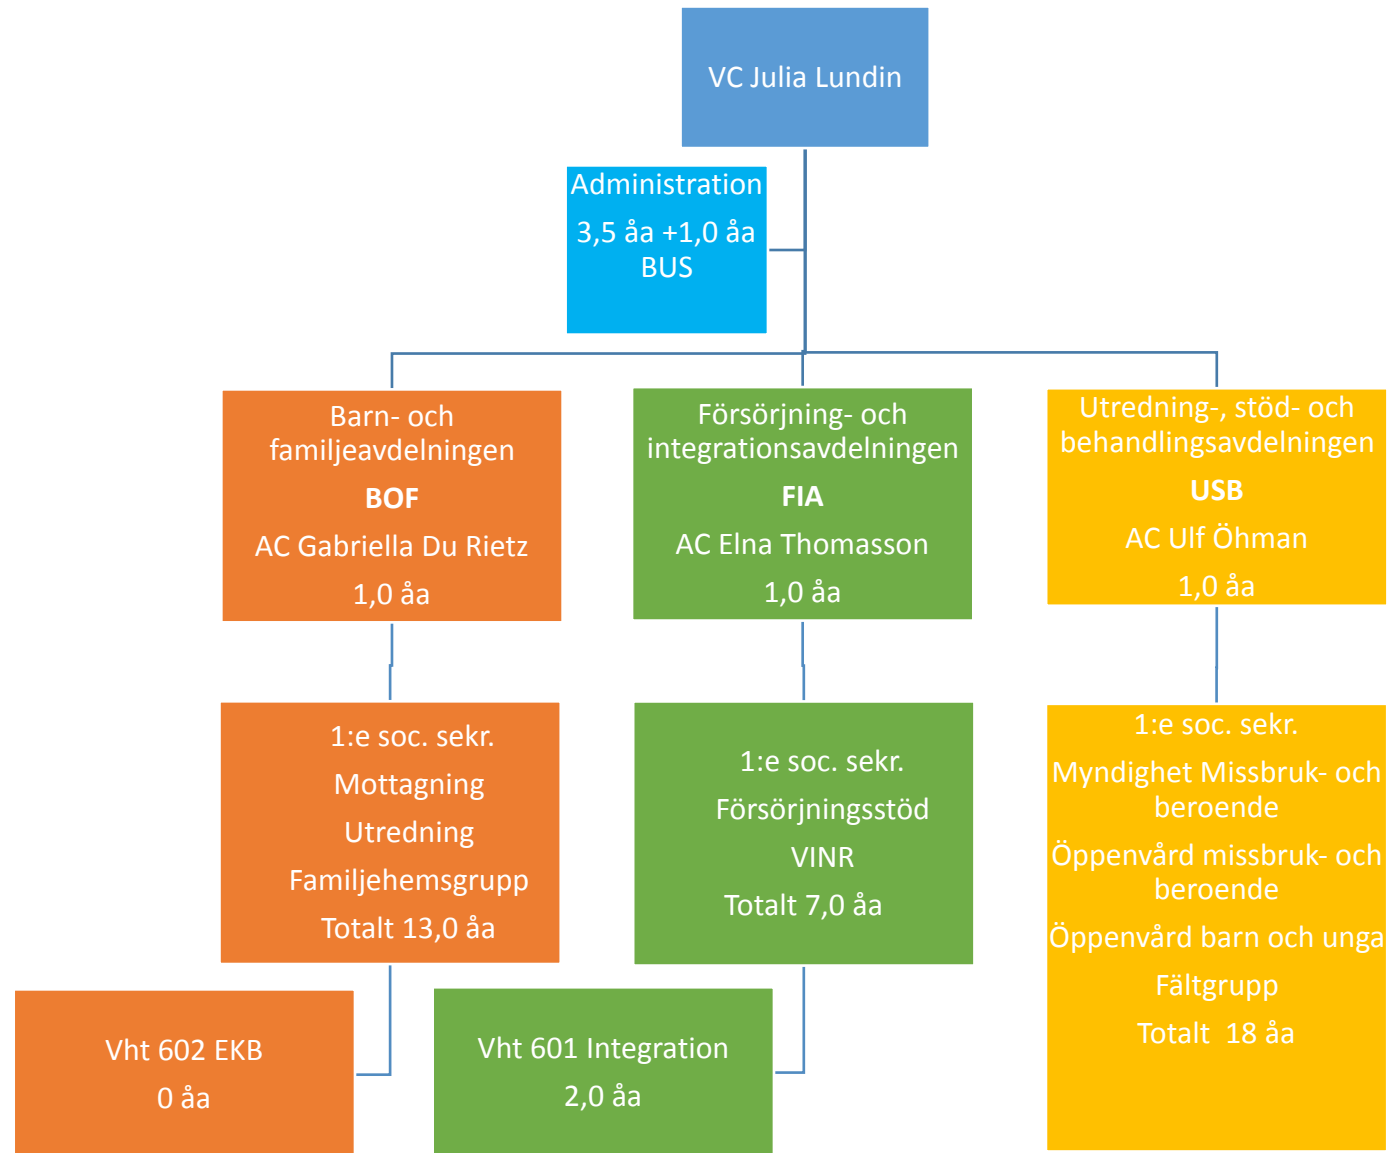 VC Julia Lundin
Administration
3,5 åa +1,0 åa
BUS
Barn- och
familjeavdelningen
BOF
AC Gabriella Du Rietz
1,0 åa
Försörjning- och
integrationsavdelningen
FIA
AC Elna Thomasson
1,0 åa
Utredning-, stöd- och
behandlingsavdelningen
USB
AC Ulf Öhman
1,0 åa
1:e soc. sekr.
Mottagning
Utredning
Familjehemsgrupp
Totalt 13,0 åa
1:e soc. sekr.
Försörjningsstöd
VINR
Totalt 7,0 åa
1:e soc. sekr.
Myndighet Missbruk- och
beroende
Öppenvård missbruk- och
beroende
Öppenvård barn och unga
Fältgrupp
Totalt  18 åa
Vht 602 EKB
0 åa
Vht 601 Integration
2,0 åa